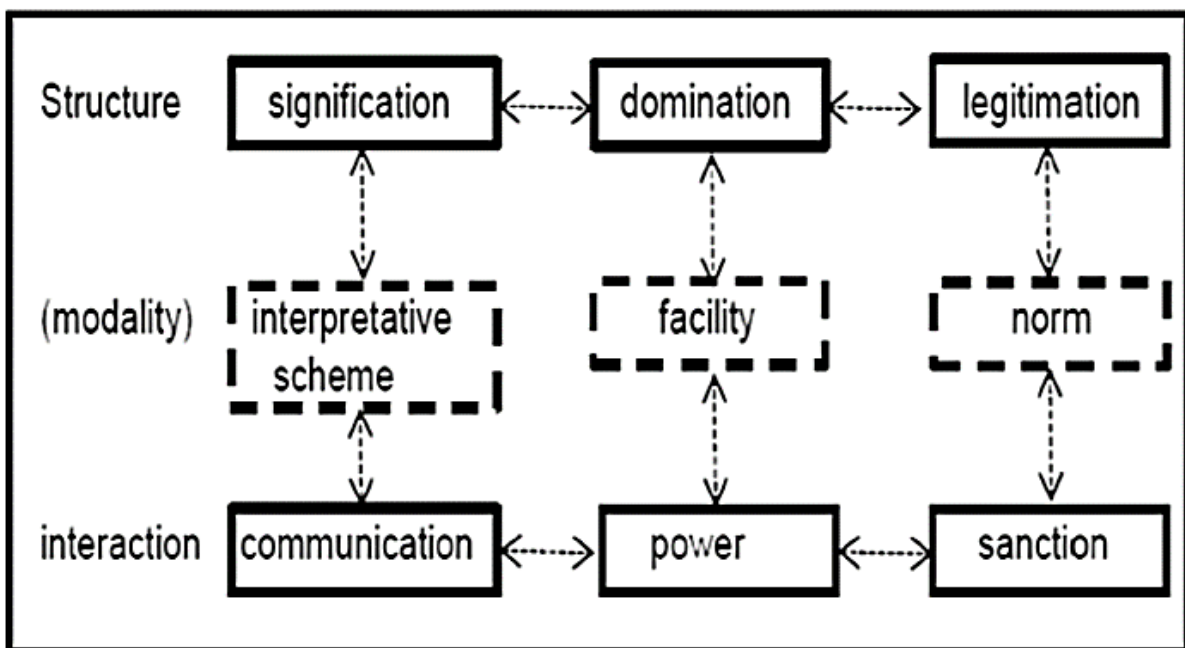 Structure signification domination legitimation
(modality) interpretative facility norm
scheme
interaction communication power sanction